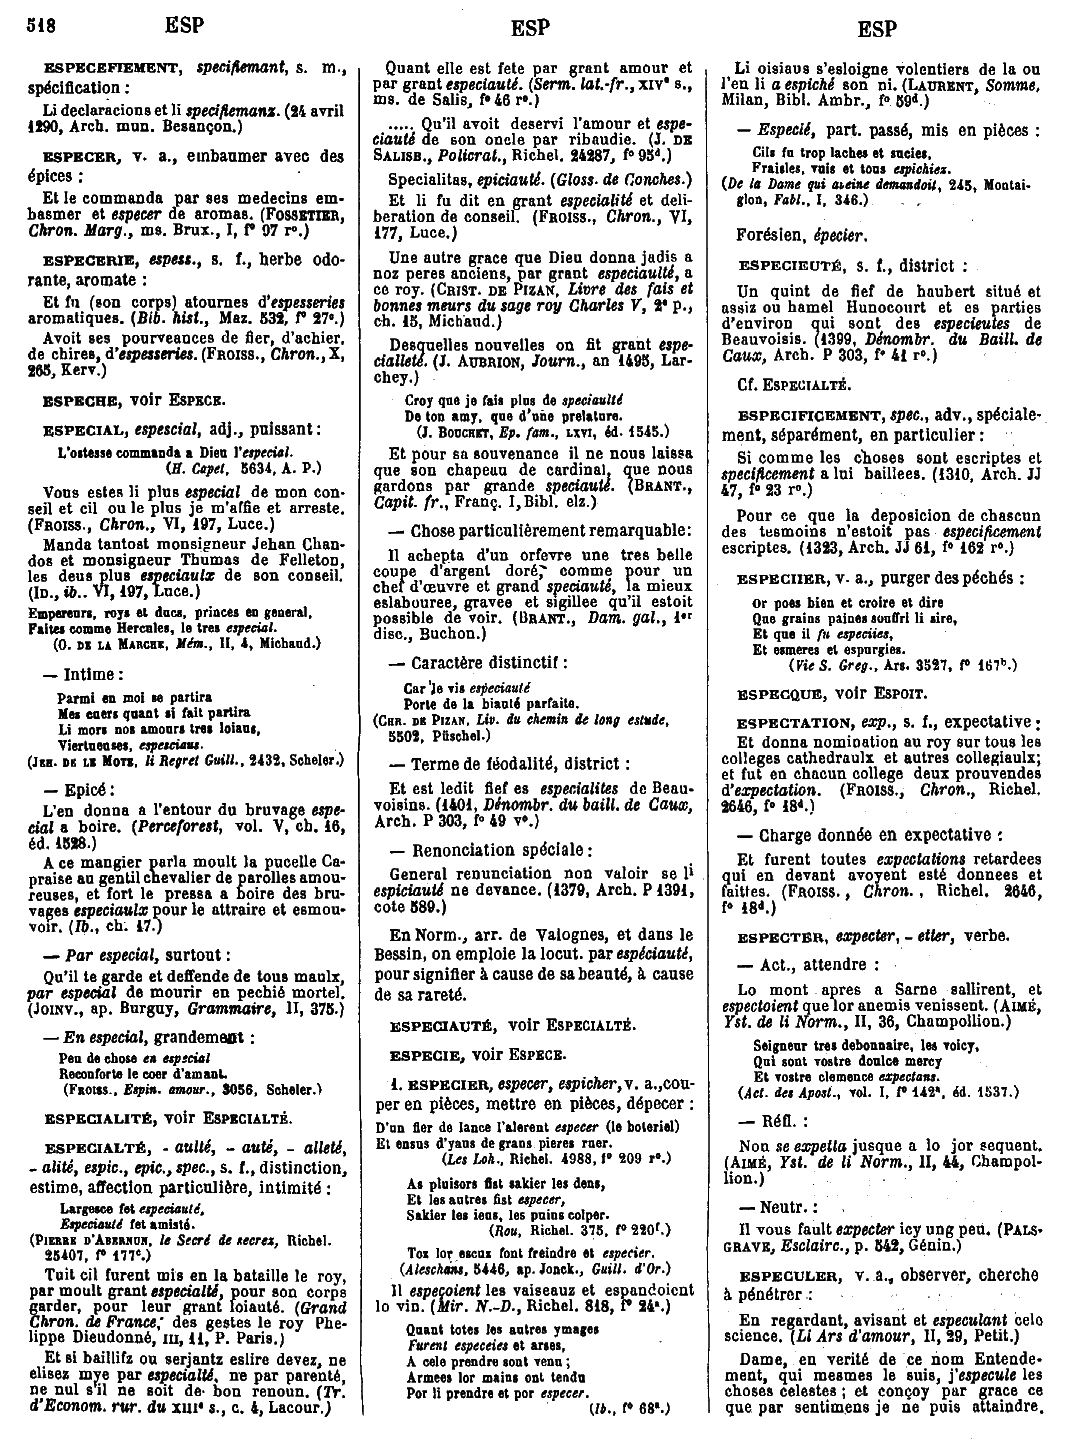 518 ESP ESP ESP
ESPECEFIEMENT, specifiemant, s. m.,
spécification :
Li declaracions et li specifiemanz. (24 avril
1290, Arch. mun. Besançon.)
ESPECER, v. a., embaumer avec des
épices :
Et le commanda par ses medecins em-
basmer et especer de aromas. (FOSSETIER,
Chron. Marg., ms. Brux., I, f° 97 r°.)
ESPECERIE, espess., s. f., herbe odo-
rante, aromate :
Et fu (son corps) atournes d'espesseries
aromatiques. (Bib. hist., Maz. 532, f° 27°.)
Avoit ses pourveances de fier, d'achier,
de chires, d'espesseries. (FROISS., Chron., X,
265, Kerv.)
ESPECHE, voir ESPECE.
ESPECIAL, espescial, adj., puissant :
L'ostesse commanda a Dieu l'especial.
(H. Capet, 5634, A. P.)
Vous estes li plus especial de mon con-
seil et cil ou le plus je m'affie et arreste.
(FROISS., Chron., VI, 197, Luce.)
Manda tantost monsigneur Jehan Chan-
dos et monsigneur Thumas de Felleton,
les deus plus especiaulx de son conseil.
(ID., ib.. VI, 197, Luce.)
Empereurs, roys et ducs, princes en general,
Faites comme Hercules, le tres especial.
(O. DE LA MARCHE, Mém., II, 4, Michaud.)
— Intime :
Parmi en moi se partira
Mes cuers quant si fait partira
Li mors nos amours tres loiaus,
Viertueuses, espesciaus.
(JEH. DE LE MOTE, li Regret Guill., 2432, Scheler.)
— Epicé :
L'en donna a l'entour du bruvage espe-
cial a boire. (Perceforest, vol. V, ch. 16,
éd. 1528.)
A ce mangier parla moult la pucelle Ca-
praise au gentil chevalier de parolles amou-
reuses, et fort le pressa a boire des bru-
vages especiaulx pour le attraire et esmou-
voir. (Ib., ch. 17.)
— Par especial, surtout :
Qu'il te garde et deffende de tous maulx,
par especial de mourir en pechié mortel.
(JOINV., ap. Burguy, Grammaire, II, 375.)
— En especial, grandement :
Peu de chose en especial
Reconforte le coer d'amant.
(FROISS., Espin. amour., 3056, Scheler.)
ESPECIALITÉ, voir ESPECIALTÉ.
ESPECIALTÉ, - aulté, - auté, - alleté,
- alité, espic., epic., spec., s. f., distinction,
estime, affection particulière, intimité :
Largesce fet especiauté,
Especiauté fet amisté.
(PIERRE D'ABERNUN, le Secré de secrez, Richel.
25407, f° 177°.)
Tuit cil furent mis en la bataille le roy,
par moult grant especialté, pour son corps
garder, pour leur grant loiauté. (Grand
Chron. de France, des gestes le roy Phe-
lippe Dieudonné, III, 11, P. Paris.)
Et si baillifz ou serjantz eslire devez, ne
elisez mye par especialté, ne par parenté,
ne nul s'il ne soit de bon renoun. (Tr.
d'Econom. rur. du XIII° s., c. 4, Lacour.)
Quant elle est fete par grant amour et
par grant especiauté. (Serm. lat.-fr., XIV° s.,
ms. de Salis, f° 46 r°.)
..... Qu'il avoit deservi l'amour et espe-
ciauté de son oncle par ribaudie. (J. DE
SALISB., Policrat., Richel. 24287, f° 95ᵈ.)
Specialitas, epiciauté. (Gloss. de Conches.)
Et li fu dit en grant especialité et deli-
beration de conseil. (FROISS., Chron., VI,
177, Luce.)
Une autre grace que Dieu donna jadis a
noz peres anciens, par grant especiaulté, a
ce roy. (CRIST. DE PIZAN, Livre des fais et
bonnes meurs du sage roy Charles V, 2° p.,
ch. 15, Michaud.)
Desquelles nouvelles on fit grant espe-
cialleté. (J. AUBRION, Journ., an 1495, Lar-
chey.)
Croy que je fais plus de speciaulté
De ton amy, que d'une prelature.
(J. BOUCHET, Ep. fam., LXVI, éd. 1545.)
Et pour sa souvenance il ne nous laissa
que son chapeau de cardinal, que nous
gardons par grande speciauté. (BRANT.,
Capit. fr., Franç. I, Bibl. elz.)
— Chose particulièrement remarquable :
Il achepta d'un orfevre une tres belle
coupe d'argent doré, comme pour un
chef d'œuvre et grand speciauté, la mieux
eslabouree, gravee et sigillee qu'il estoit
possible de voir. (BRANT., Dam. gal., 1ᵉʳ
disc., Buchon.)
— Caractère distinctif :
Car je vis especiauté
Porte de la biauté parfaite.
(CHR. DE PIZAN, Liv. du chemin de long estude,
5502, Püschel.)
— Terme de féodalité, district :
Et est ledit fief es especialites de Beau-
voisins. (1401, Dénombr. du baill. de Caux,
Arch. P 303, f° 49 v°.)
— Renonciation spéciale :
General renunciation non valoir se li
espiciauté ne devance. (1379, Arch. P 1391,
cote 589.)
En Norm., arr. de Valognes, et dans le
Bessin, on emploie la locut. par espéciauté,
pour signifier à cause de sa beauté, à cause
de sa rareté.
ESPECIAUTÉ, voir ESPECIALTÉ.
ESPECIE, voir ESPECE.
1. ESPECIER, especer, espicher, v. a., cou-
per en pièces, mettre en pièces, dépecer :
D'un fier de lance l'alerent especer (le boteriel)
Et ensus d'yaus de grans pieres ruer.
(Les Loh., Richel. 4988, f° 209 r°.)
As pluisors fist sakier les dens,
Et les autres fist especer,
Sakier les iens, les puins colper.
(Rou, Richel. 375, f° 220ᶠ.)
Toz lor escuz font freindre et especier.
(Aleschans, 5446, ap. Jonck., Guill. d'Or.)
Il espeçoient les vaiseauz et espandoient
lo vin. (Mir. N.-D., Richel. 818, f° 24ᵃ.)
Quant totes les autres ymages
Furent especeies et arses,
A cele prendre sont venu ;
Armees lor mains ont tendu
Por li prendre et por especer.
(Ib., f° 68ᵃ.)
Li oisiaus s'esloigne volentiers de la ou
l'en li a espiché son ni. (LAURENT, Somme,
Milan, Bibl. Ambr., f° 59ᵈ.)
— Especié, part. passé, mis en pièces :
Cils fu trop lasches et sucies,
Fraisles, vuis et tous espichiez.
(De la Dame qui aveine demandoit, 245, Montai-
glon, Fabl., I, 346.)
Forésien, épecier.
ESPECIEUTÉ, s. f., district :
Un quint de fief de haubert situé et
assiz ou hamel Hunocourt et es parties
d'environ qui sont des especieutes de
Beauvoisis. (1399, Dénombr. du Baill. de
Caux, Arch. P 303, f° 41 r°.)
Cf. ESPECIALTÉ.
ESPECIFICEMENT, spec., adv., spéciale-
ment, séparément, en particulier :
Si comme les choses sont escriptes et
specificement a lui baillees. (1310, Arch. JJ
47, f° 23 r°.)
Pour ce que la deposicion de chascun
des tesmoins n'estoit pas especificement
escriptes. (1323, Arch. JJ 61, f° 162 r°.)
ESPECIIER, v. a., purger des péchés :
Or poes bien et croire et dire
Que grains paines souffri li sire,
Et que il fu especiies,
Et esmeres et espurgies.
(Vie S. Greg., Ars. 3527, f° 167ᵇ.)
ESPECQUE, voir ESPOIT.
ESPECTATION, exp., s. f., expectative :
Et donna nomination au roy sur tous les
colleges cathedraulx et autres collegiaulx;
et fut en chacun college deux prouvendes
d'expectation. (FROISS., Chron., Richel.
2646, f° 18ᵈ.)
— Charge donnée en expectative :
Et furent toutes expectations retardees
qui en devant avoyent esté donnees et
faittes. (FROISS., Chron., Richel. 2646,
f° 18ᵈ.)
ESPECTER, expecter, - etter, verbe.
— Act., attendre :
Lo mont apres a Sarne sallirent, et
espectoient que lor anemis venissent. (AIMÉ,
Yst. de li Norm., II, 36, Champollion.)
Seigneur tres debonnaire, les voicy,
Qui sont vostre doulce mercy
Et vostre clemence expectans.
(Act. des Apost., vol. I, f° 142ᵃ, éd. 1537.)
— Réfl. :
Non se expetta jusque a lo jor sequent.
(AIMÉ, Yst. de li Norm., II, 44, Champol-
lion.)
— Neutr. :
Il vous fault expecter icy ung peu. (PALS-
GRAVE, Esclairc., p. 542, Génin.)
ESPECULER, v. a., observer, cherche
à pénétrer :
En regardant, avisant et especulant celo
science. (Li Ars d'amour, II, 29, Petit.)
Dame, en verité de ce nom Entende-
ment, qui mesmes le suis, j'especule les
choses celestes ; et conçoy par grace ce
que par sentimens je ne puis attaindre.